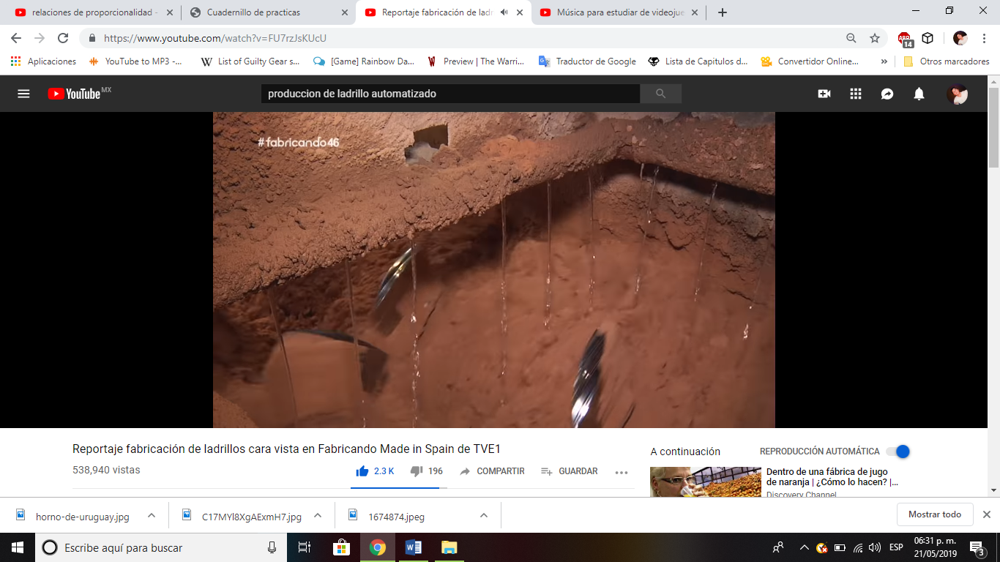 relaciones de proporcionalidad -
Cuadernillo de practicas
Reportaje fabricación de ladr
Música para estudiar de videojue
https://www.youtube.com/watch?v=FU7rzJsKUcU
14
Aplicaciones
YouTube to MP3 -...
List of Guilty Gear s...
[Game] Rainbow Da...
Preview | The Warri...
Traductor de Google
Lista de Capitulos d...
Convertidor Online...
»
Otros marcadores
YouTube MX
produccion de ladrillo automatizado
#fabricando46
Reportaje fabricación de ladrillos cara vista en Fabricando Made in Spain de TVE1
538,940 vistas
2.3 K
196
COMPARTIR
GUARDAR
A continuación
REPRODUCCIÓN AUTOMÁTICA
Dentro de una fábrica de jugo
de naranja | ¿Cómo lo hacen? |...
Discovery Channel
horno-de-uruguay.jpg
C17MYl8XgAExmH7.jpg
1674874.jpeg
Mostrar todo
Escribe aquí para buscar
ESP
06:31 p. m.
21/05/2019
3